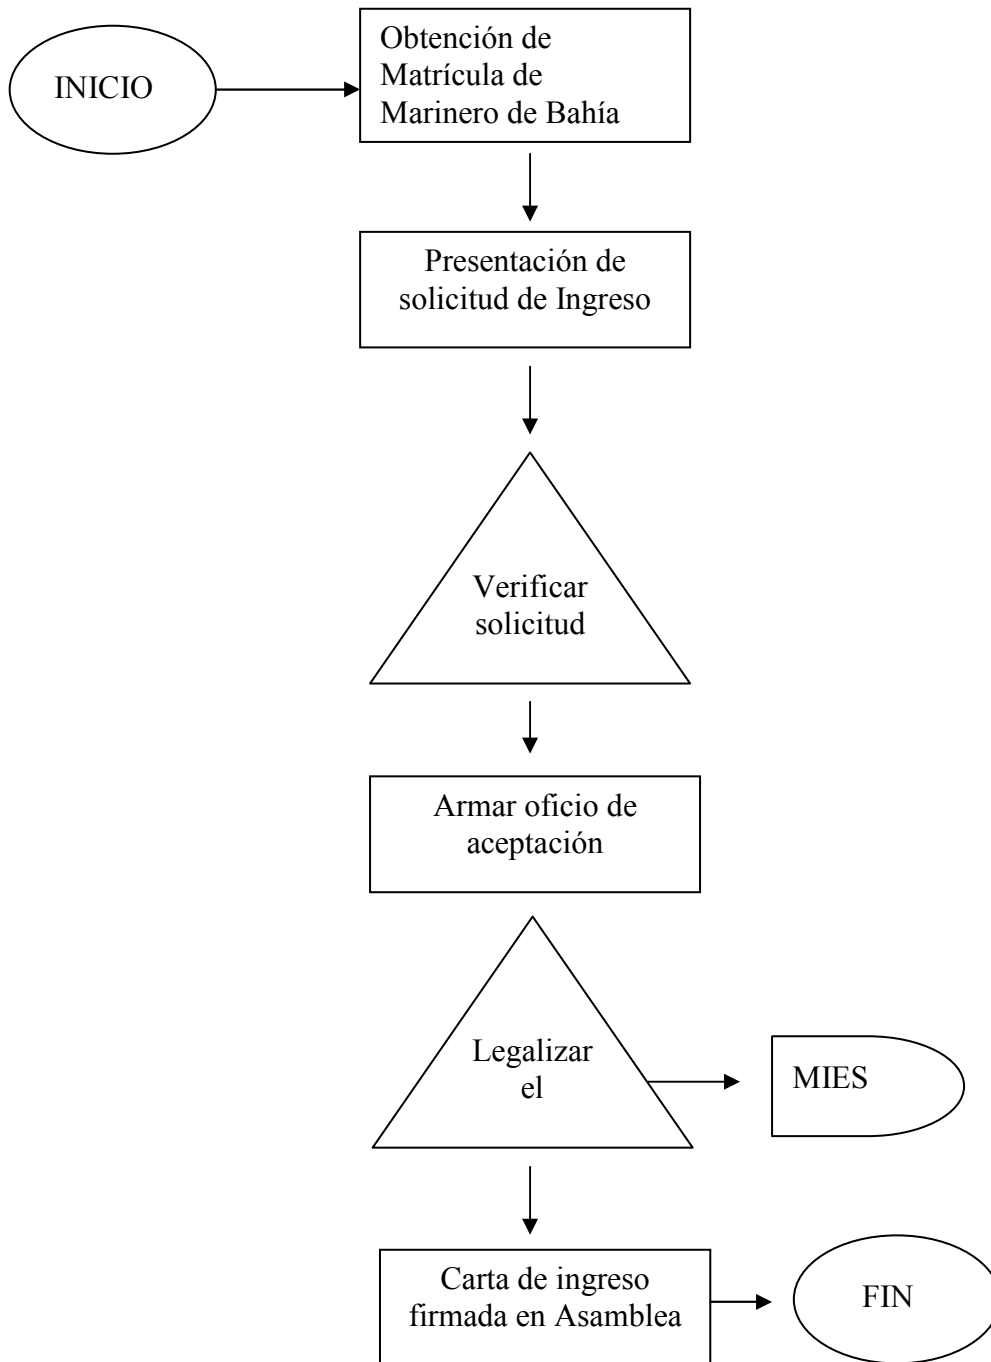 INICIO
Obtención de
Matrícula de
Marinero de Bahía
Presentación de
solicitud de Ingreso
Verificar
solicitud
Armar oficio de
aceptación
Legalizar
el
MIES
Carta de ingreso
firmada en Asamblea
FIN